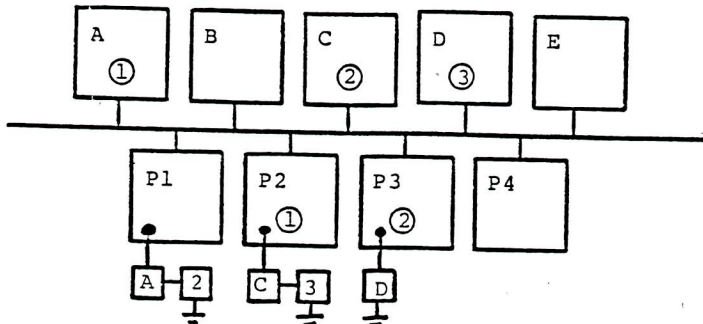 A B C D E
① ② ③
P1 P2 P3 P4
① ②
A 2 C 3 D